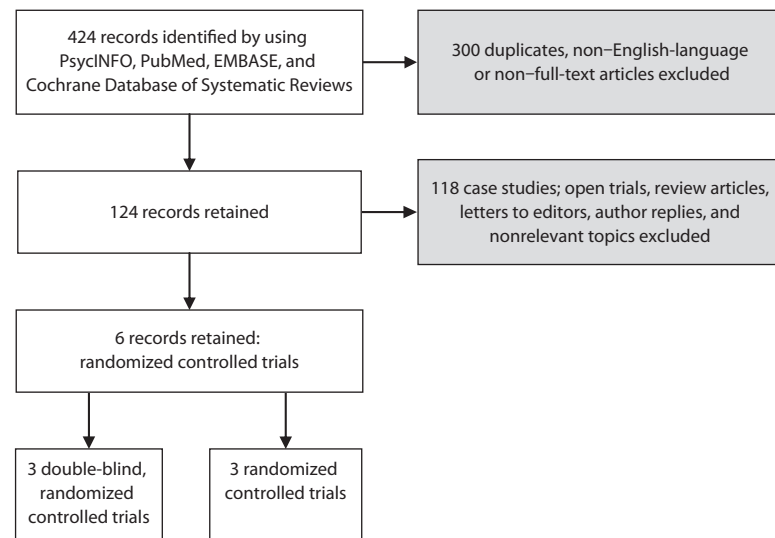 424 records identified by using
PsycINFO, PubMed, EMBASE, and
Cochrane Database of Systematic Reviews
300 duplicates, non−English-language
or non−full-text articles excluded
124 records retained
118 case studies; open trials, review articles,
letters to editors, author replies, and
nonrelevant topics excluded
6 records retained:
randomized controlled trials
3 double-blind,
randomized
controlled trials
3 randomized
controlled trials